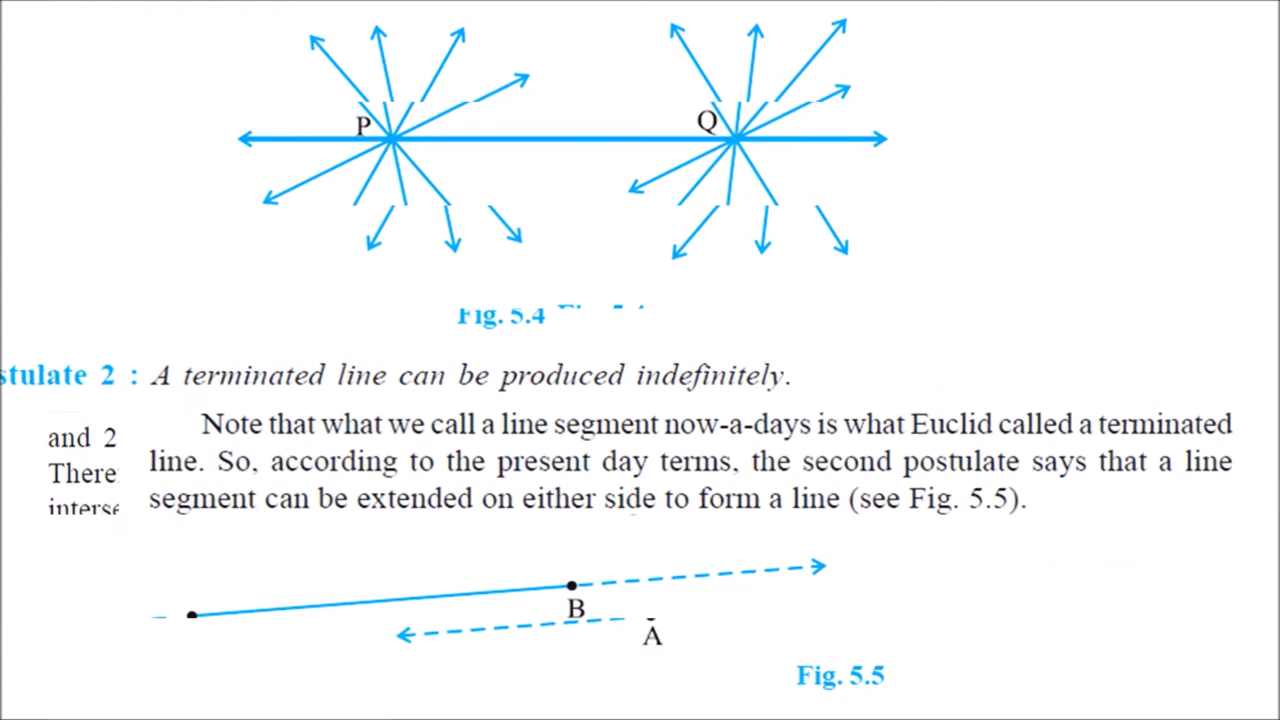 P
Q
Fig. 5.4
stulate 2 : A terminated line can be produced indefinitely.
Note that what we call a line segment now-a-days is what Euclid called a terminated
and 2
line. So, according to the present day terms, the second postulate says that a line
There
segment can be extended on either side to form a line (see Fig. 5.5).
interse
B
A
Fig. 5.5